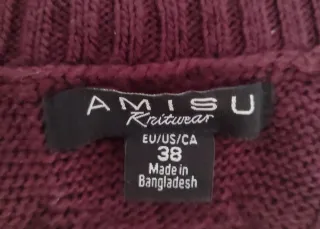 AMISU
Knitwear
EU/US/CA
38
Made in
Bangladesh